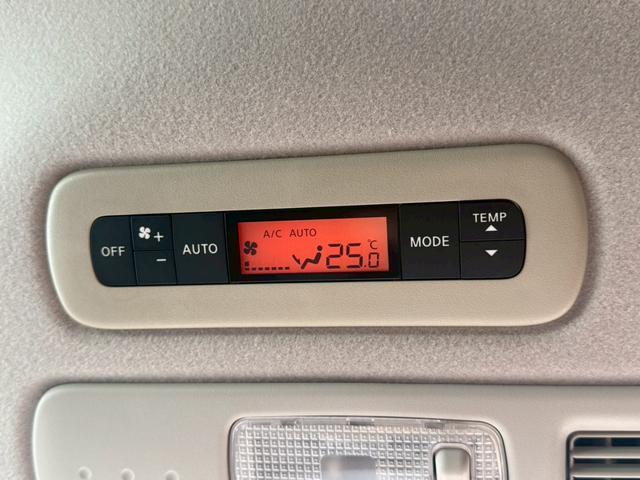 OFF
+
−
AUTO
A/C AUTO
25.0 °C
MODE
TEMP